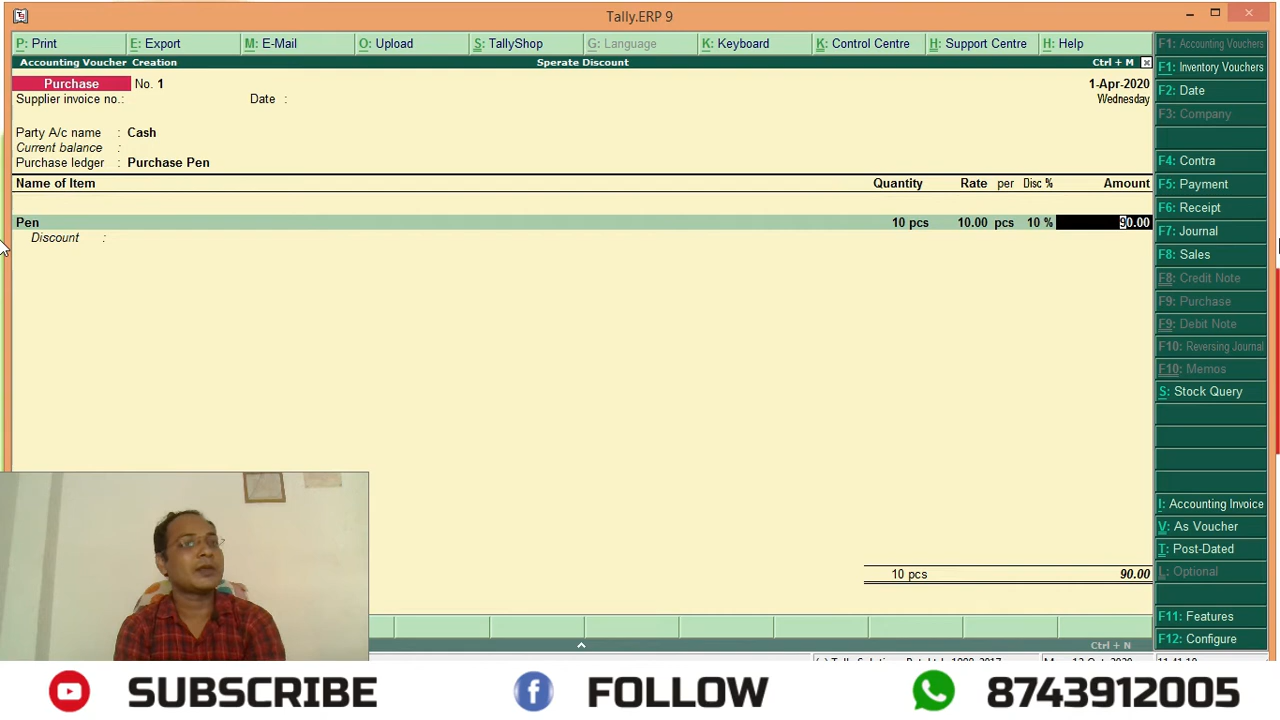 Tally.ERP 9
P: Print E: Export M: E-Mail O: Upload S: TallyShop G: Language K: Keyboard K: Control Centre H: Support Centre H: Help
Accounting Voucher Creation Sperate Discount Ctrl + M
Purchase No. 1 1-Apr-2020
Supplier invoice no.: Date : Wednesday
Party A/c name : Cash
Current balance :
Purchase ledger : Purchase Pen
Name of Item Quantity Rate per Disc % Amount
Pen 10 pcs 10.00 pcs 10 % 90.00
Discount :
10 pcs 90.00
Ctrl + N
F1: Accounting Vouchers
F1: Inventory Vouchers
F2: Date
F3: Company
F4: Contra
F5: Payment
F6: Receipt
F7: Journal
F8: Sales
F8: Credit Note
F9: Purchase
F9: Debit Note
F10: Reversing Journal
F10: Memos
S: Stock Query
I: Accounting Invoice
V: As Voucher
T: Post-Dated
L: Optional
F11: Features
F12: Configure
SUBSCRIBE FOLLOW 8743912005